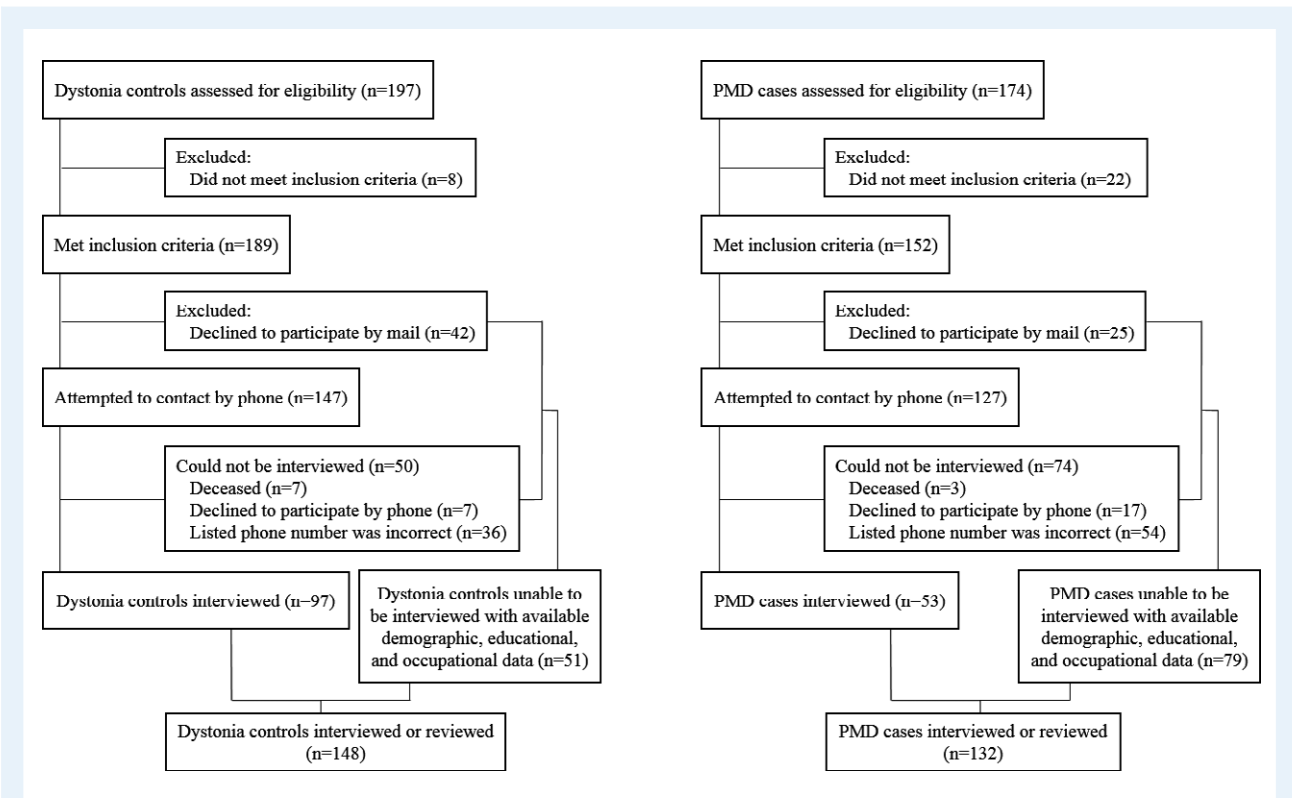 Dystonia controls assessed for eligibility (n=197)
Excluded:
Did not meet inclusion criteria (n=8)
Met inclusion criteria (n=189)
Excluded:
Declined to participate by mail (n=42)
Attempted to contact by phone (n=147)
Could not be interviewed (n=50)
Deceased (n=7)
Declined to participate by phone (n=7)
Listed phone number was incorrect (n=36)
Dystonia controls interviewed (n=97)
Dystonia controls unable to
be interviewed with available
demographic, educational,
and occupational data (n=51)
Dystonia controls interviewed or reviewed
(n=148)
PMD cases assessed for eligibility (n=174)
Excluded:
Did not meet inclusion criteria (n=22)
Met inclusion criteria (n=152)
Excluded:
Declined to participate by mail (n=25)
Attempted to contact by phone (n=127)
Could not be interviewed (n=74)
Deceased (n=3)
Declined to participate by phone (n=17)
Listed phone number was incorrect (n=54)
PMD cases interviewed (n=53)
PMD cases unable to be
interviewed with available
demographic, educational,
and occupational data (n=79)
PMD cases interviewed or reviewed
(n=132)